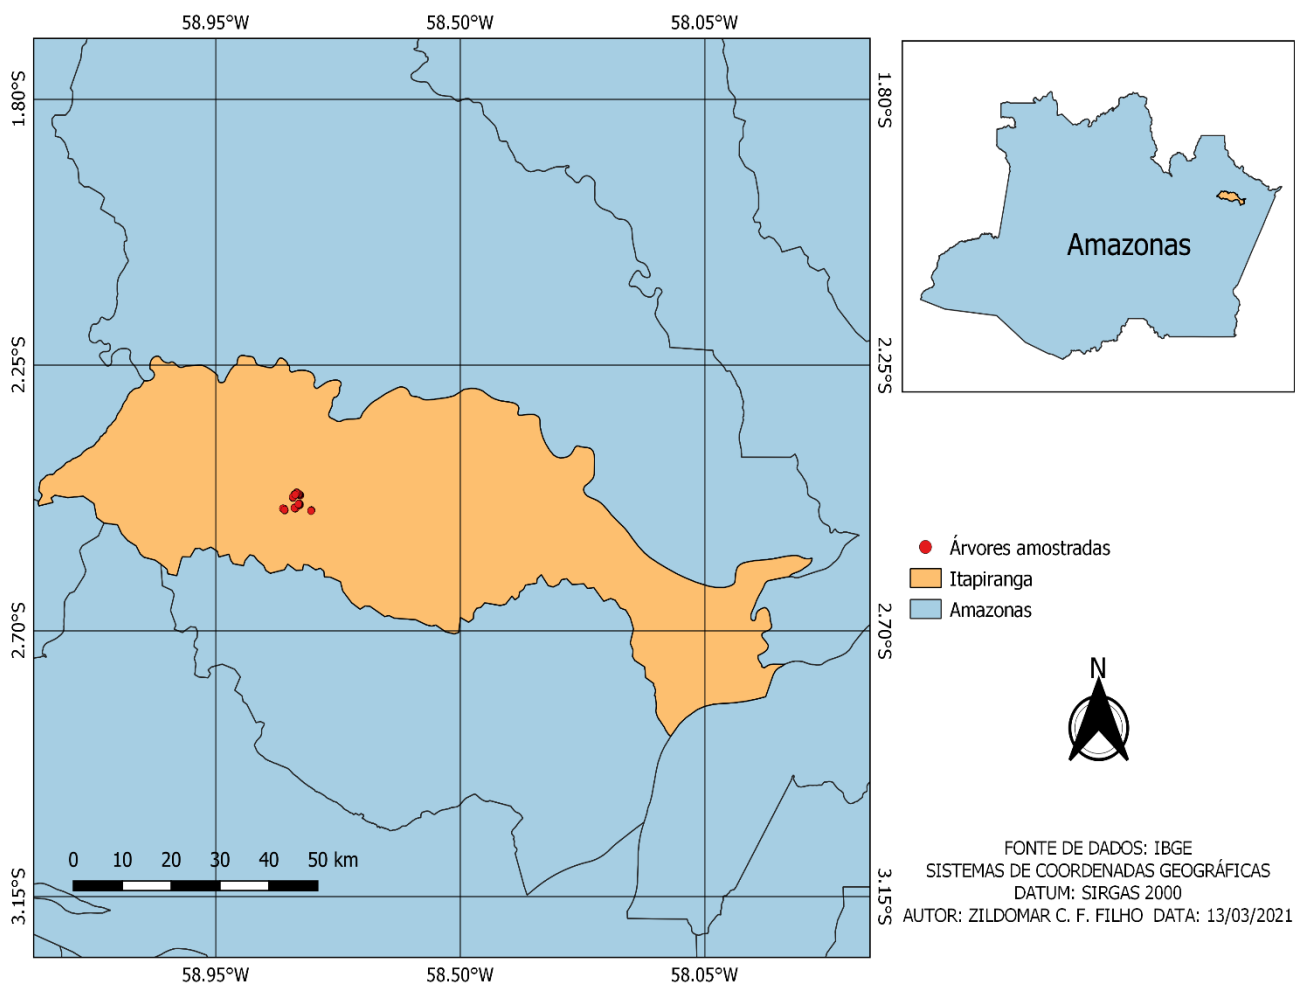 58.95°W 58.50°W 58.05°W
1.80°S 1.80°S
2.25°S 2.25°S
2.70°S 2.70°S
3.15°S 3.15°S
58.95°W 58.50°W 58.05°W
0 10 20 30 40 50 km
Amazonas
Árvores amostradas
Itapiranga
Amazonas
N
FONTE DE DADOS: IBGE
SISTEMAS DE COORDENADAS GEOGRÁFICAS
DATUM: SIRGAS 2000
AUTOR: ZILDOMAR C. F. FILHO DATA: 13/03/2021